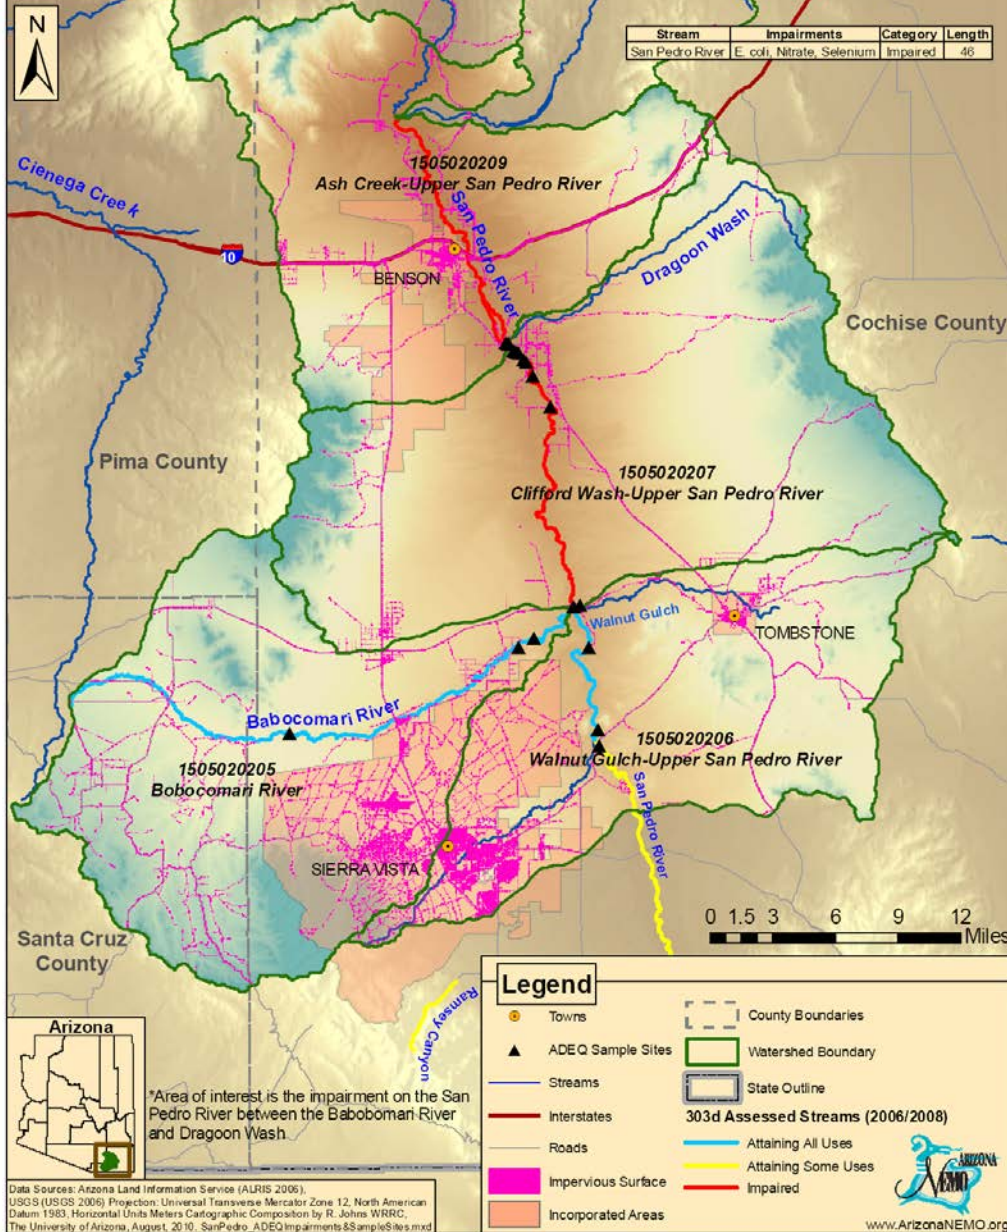 N
Stream Impairments Category Length
San Pedro River E. coli, Nitrate, Selenium Impaired 46
1505020209
Ash Creek-Upper San Pedro River
Cienega Creek
San Pedro River
Dragoon Wash
10
BENSON
Cochise County
Pima County
1505020207
Clifford Wash-Upper San Pedro River
Walnut Gulch
TOMBSTONE
Babocomari River
1505020206
Walnut Gulch-Upper San Pedro River
1505020205
Bobocomari River
San Pedro River
SIERRA VISTA
0 1.5 3 6 9 12
Miles
Santa Cruz
County
Ramsey Canyon
Arizona
*Area of interest is the impairment on the San
Pedro River between the Babobomari River
and Dragoon Wash
Legend
Towns
ADEQ Sample Sites
Streams
Interstates
Roads
Impervious Surface
Incorporated Areas
County Boundaries
Watershed Boundary
State Outline
303d Assessed Streams (2006/2008)
Attaining All Uses
Attaining Some Uses
Impaired
ARIZONA
NEMO
www.ArizonaNEMO.org
Data Sources: Arizona Land Information Service (ALRIS 2006),
USGS (USGS 2006) Projection: Universal Transverse Mercator Zone 12, North American
Datum 1983, Horizontal Units Meters Cartographic Composition by R. Johns WRRC,
The University of Arizona, August, 2010. SanPedro_ADEQImpairments&SampleSites.mxd